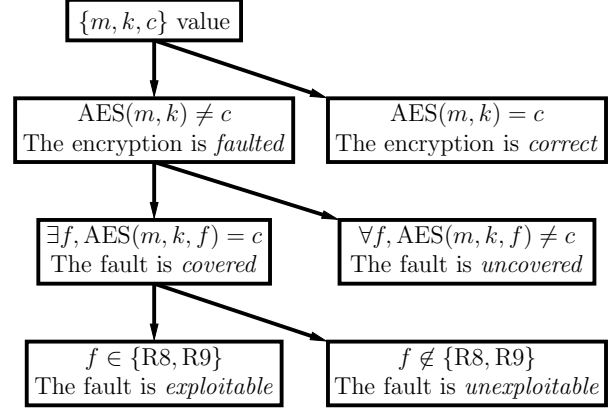 {m, k, c} value
AES(m, k) ≠ c
The encryption is faulted
AES(m, k) = c
The encryption is correct
∃f, AES(m, k, f) = c
The fault is covered
∀f, AES(m, k, f) ≠ c
The fault is uncovered
f ∈ {R8, R9}
The fault is exploitable
f ∉ {R8, R9}
The fault is unexploitable